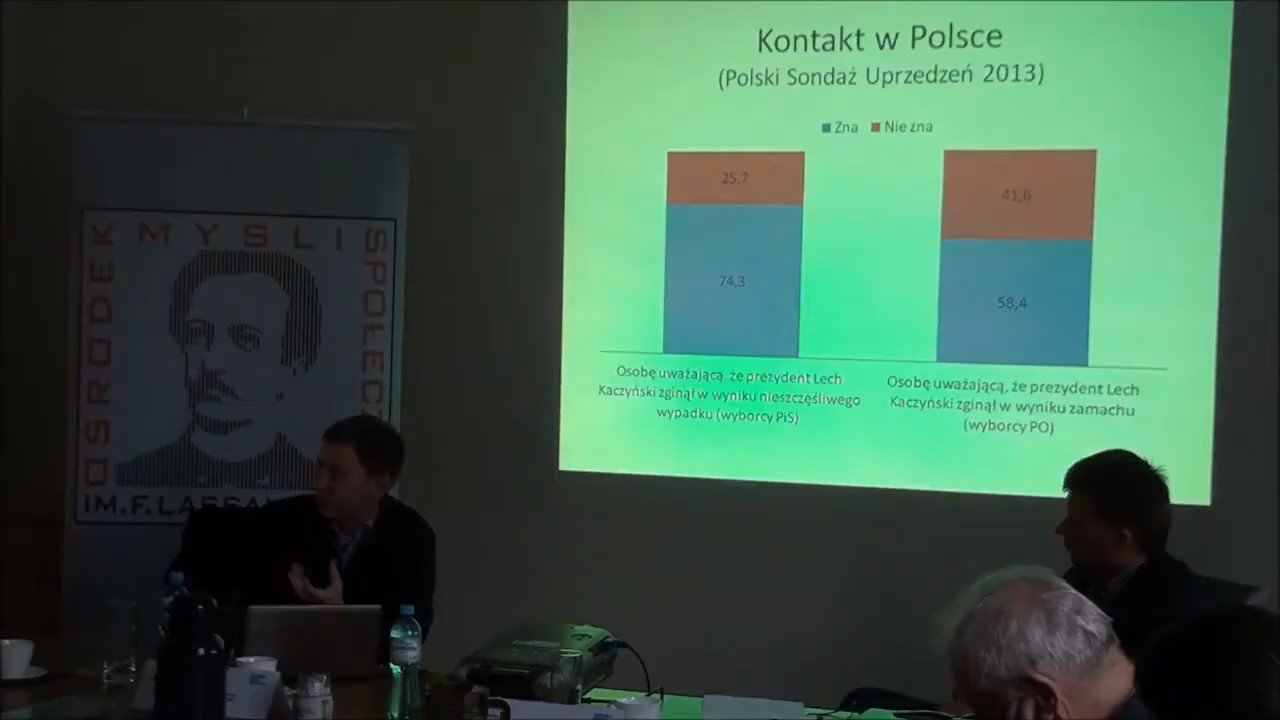 Kontakt w Polsce
(Polski Sondaż Uprzedzeń 2013)
Zna Nie zna
25,7
74,3
41,6
58,4
Osobę uważającą, że prezydent Lech
Kaczyński zginął w wyniku nieszczęśliwego
wypadku (wyborcy PiS)
Osobę uważającą, że prezydent Lech
Kaczyński zginął w wyniku zamachu
(wyborcy PO)
OŚRODEK
MYŚLI
SPOŁEC
IM.F.LASSA